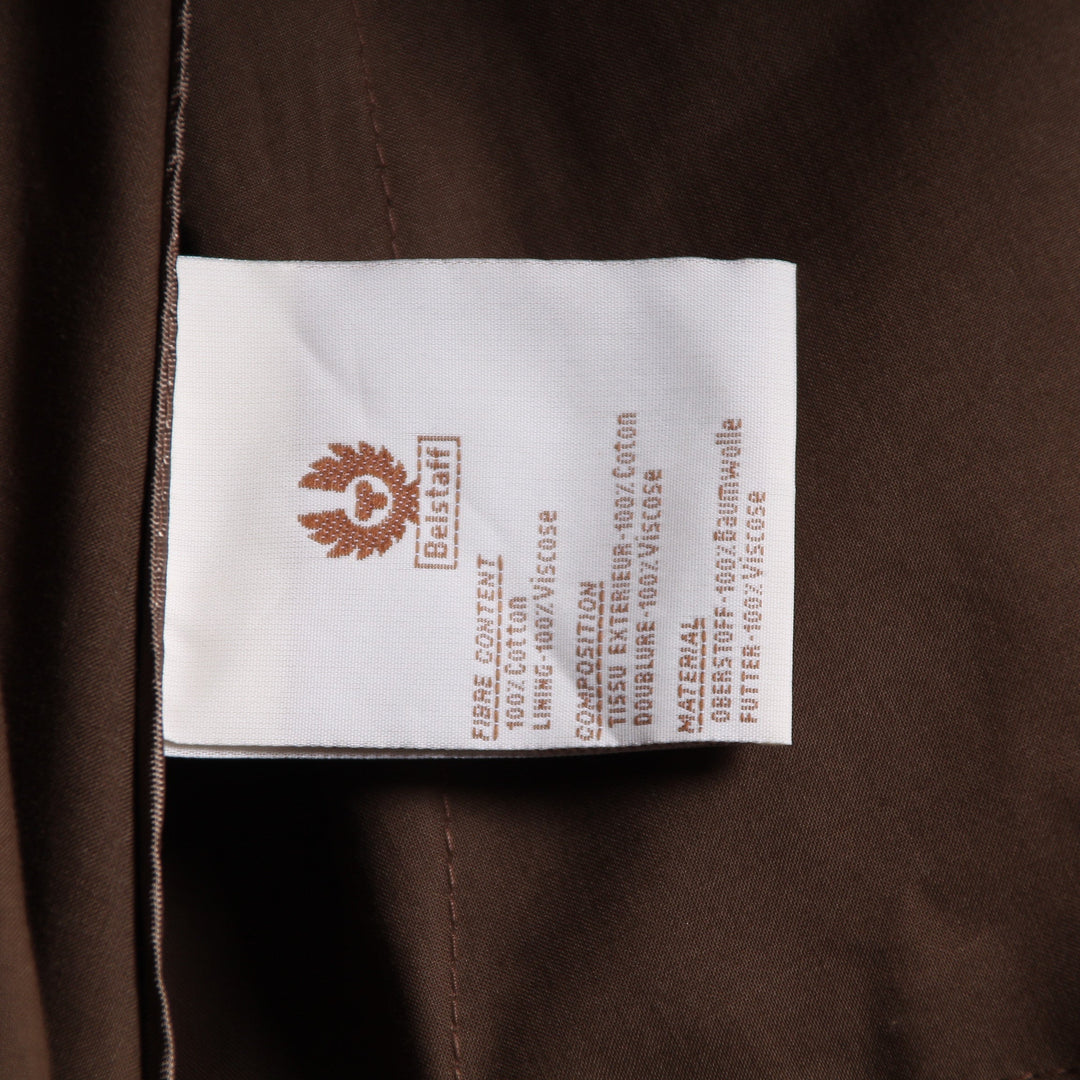 Belstaff
FIBRE CONTENT
100%Cotton
LINING-100%Viscose
COMPOSITION
TISSU EXTERIEUR-100%Coton
DOUBLURE-100%Viscose
MATERIAL
OBERSTOFF-100%Baumwolle
FUTTER-100%Viscose